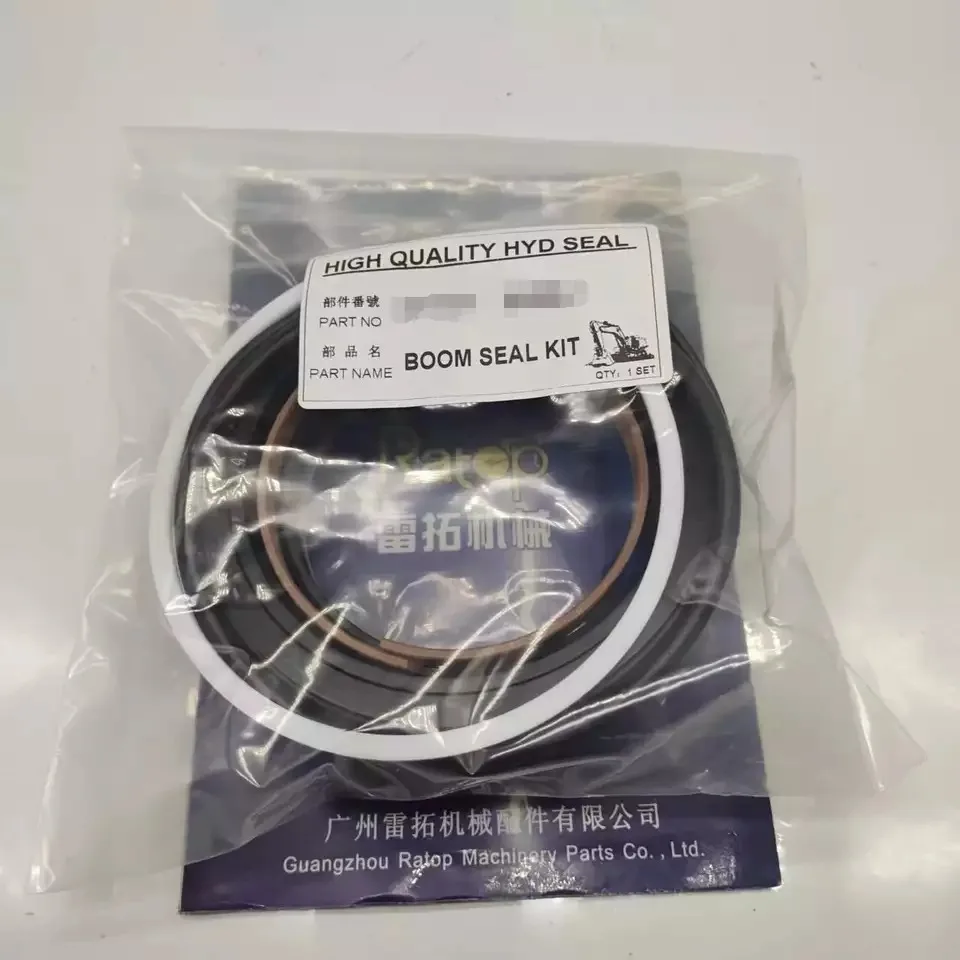 HIGH QUALITY HYD SEAL
部件番號
PART NO
部品名
PART NAME
BOOM SEAL KIT
QTY: 1 SET
Ratop
雷拓机械
广州雷拓机械配件有限公司
Guangzhou Ratop Machinery Parts Co., Ltd.